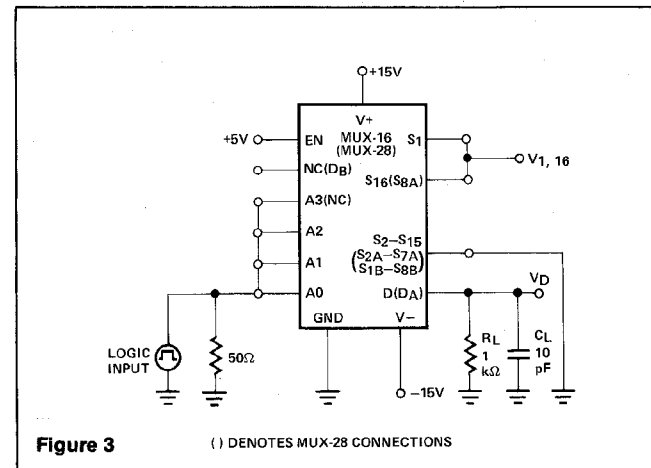 +15V
V+
+5V
EN
MUX-16
(MUX-28)
S1
NC(DB)
V1, 16
S16(S8A)
A3(NC)
A2
S2–S15
(S2A–S7A)
(S1B–S8B)
A1
A0
D(DA)
VD
GND
V–
LOGIC
INPUT
50Ω
RL
1
kΩ
CL
10
pF
–15V
Figure 3
( ) DENOTES MUX-28 CONNECTIONS